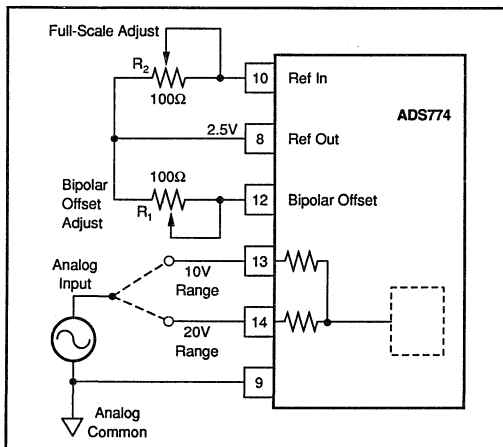 Full-Scale Adjust
R2
100Ω
10
Ref In
ADS774
2.5V
8
Ref Out
100Ω
Bipolar
Offset
Adjust
R1
12
Bipolar Offset
Analog
Input
10V
Range
13
20V
Range
14
9
Analog
Common